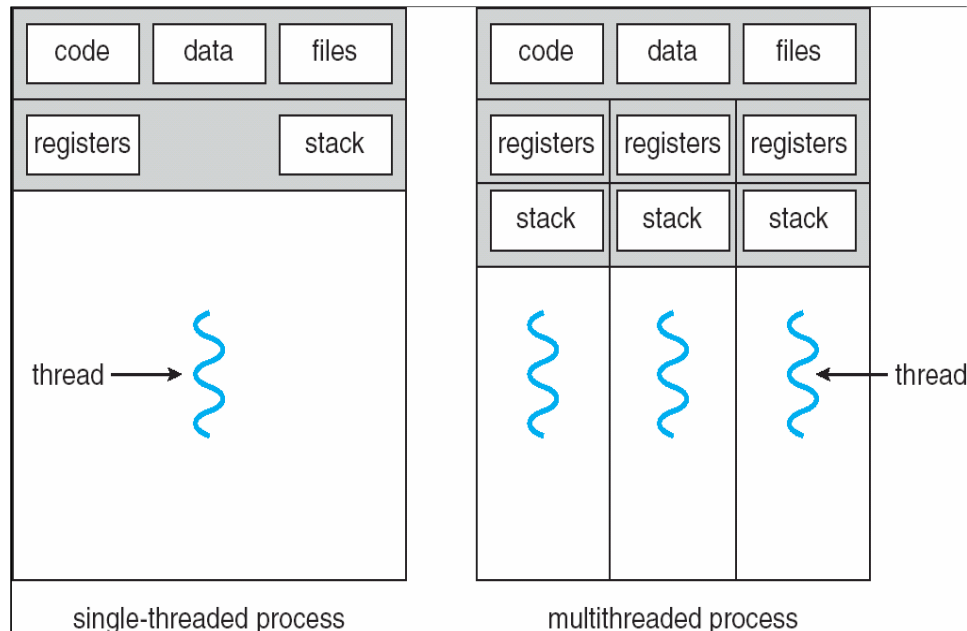 code data files
registers stack
thread
single-threaded process
code data files
registers registers registers
stack stack stack
thread
multithreaded process